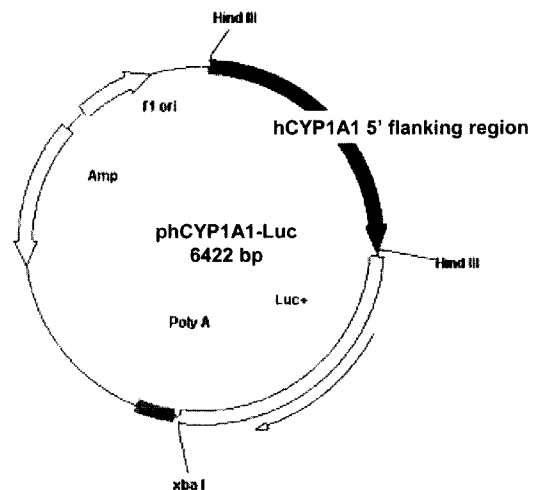 Hind III
f1 ori
hCYP1A1 5' flanking region
Amp
phCYP1A1-Luc
6422 bp
Hind III
Luc+
Poly A
xba I